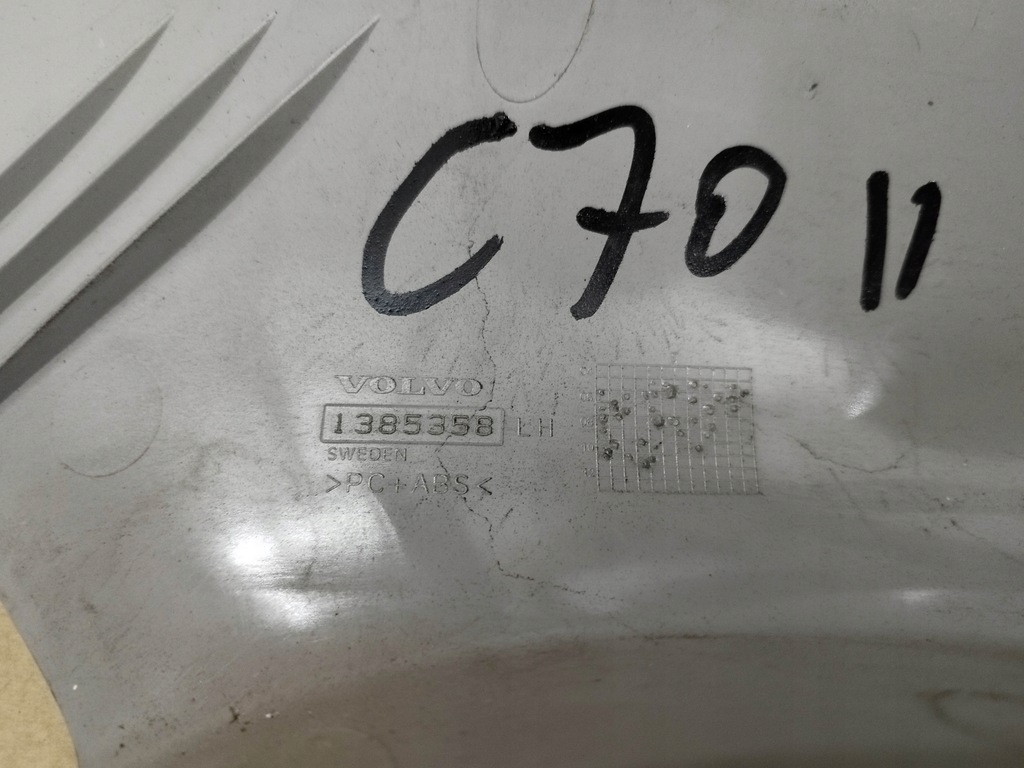 C70 II
VOLVO
1385358 LH
SWEDEN
>PC+ABS<